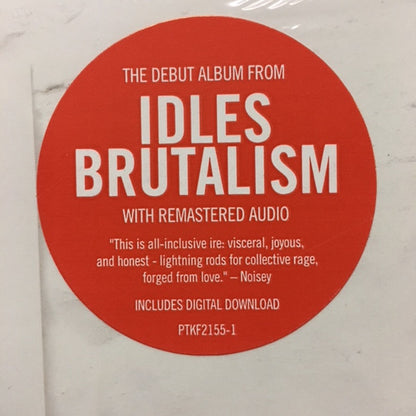 THE DEBUT ALBUM FROM
IDLES
BRUTALISM
WITH REMASTERED AUDIO
"This is all-inclusive ire: visceral, joyous,
and honest - lightning rods for collective rage,
forged from love." – Noisey
INCLUDES DIGITAL DOWNLOAD
PTKF2155-1